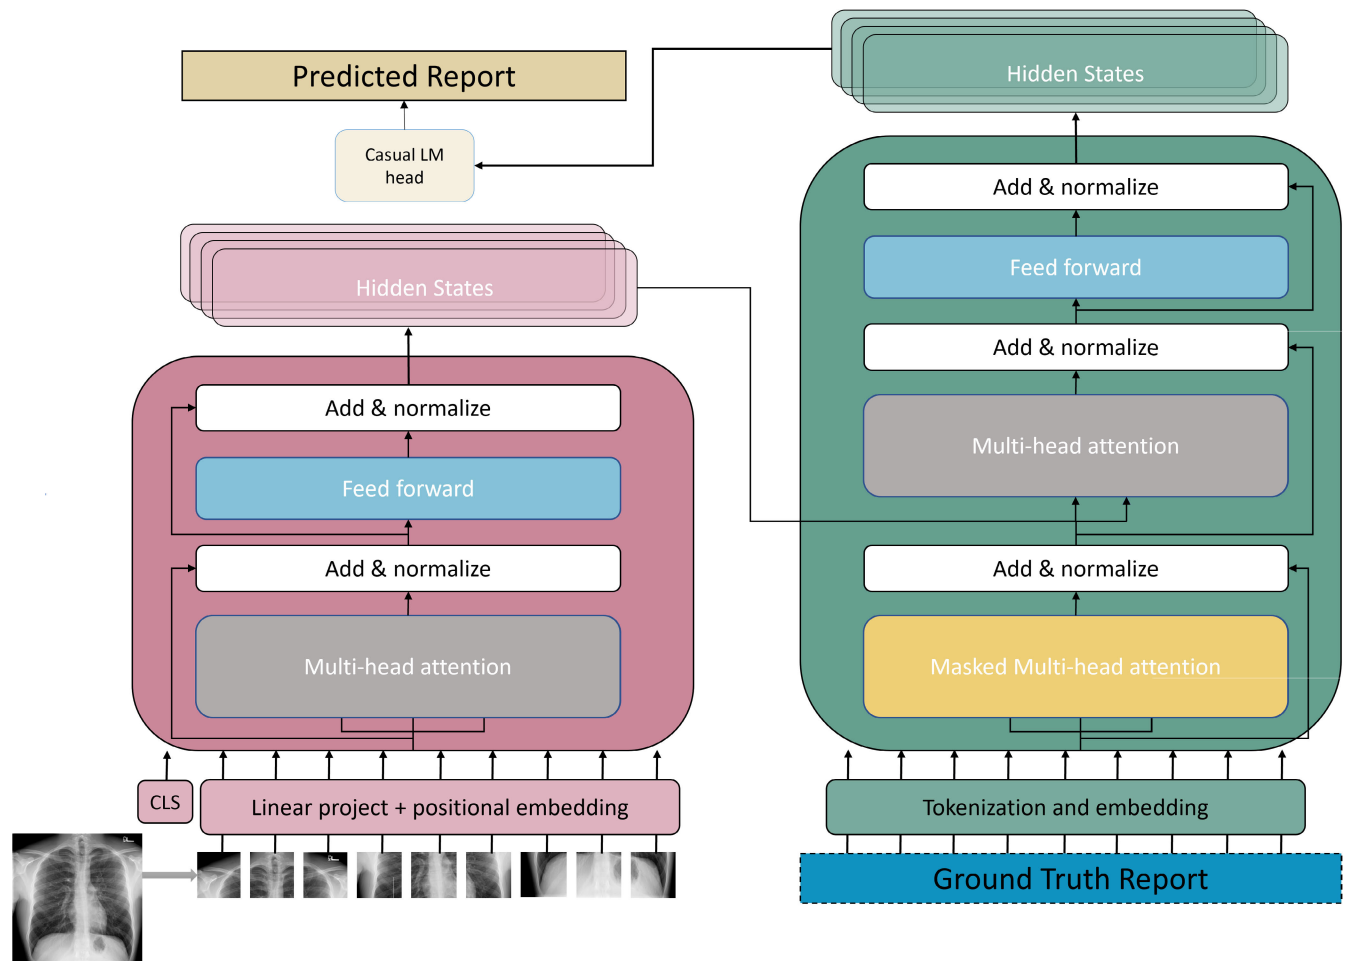 Predicted Report
Casual LM
head
Hidden States
Add & normalize
Feed forward
Add & normalize
Multi-head attention
CLS
Linear project + positional embedding
Hidden States
Add & normalize
Feed forward
Add & normalize
Multi-head attention
Add & normalize
Masked Multi-head attention
Tokenization and embedding
Ground Truth Report